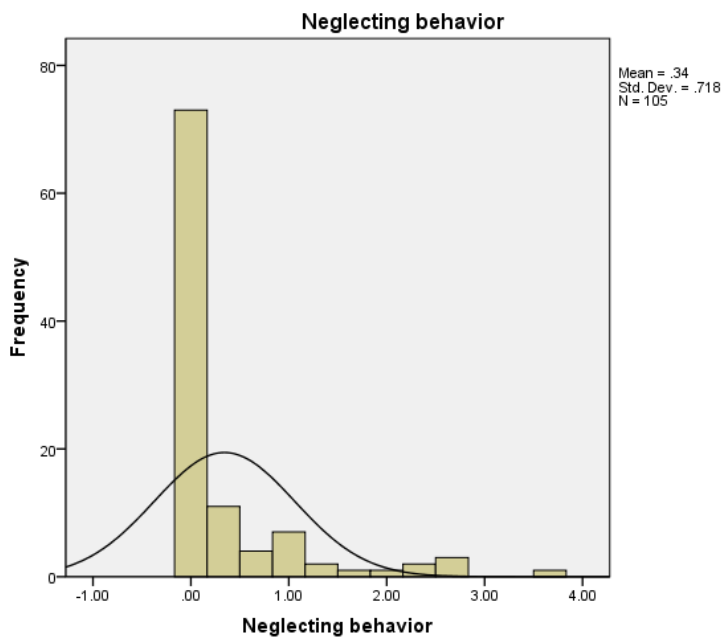 Neglecting behavior
Mean = .34
Std. Dev. = .718
N = 105
80
60
40
20
0
Frequency
-1.00 .00 1.00 2.00 3.00 4.00
Neglecting behavior